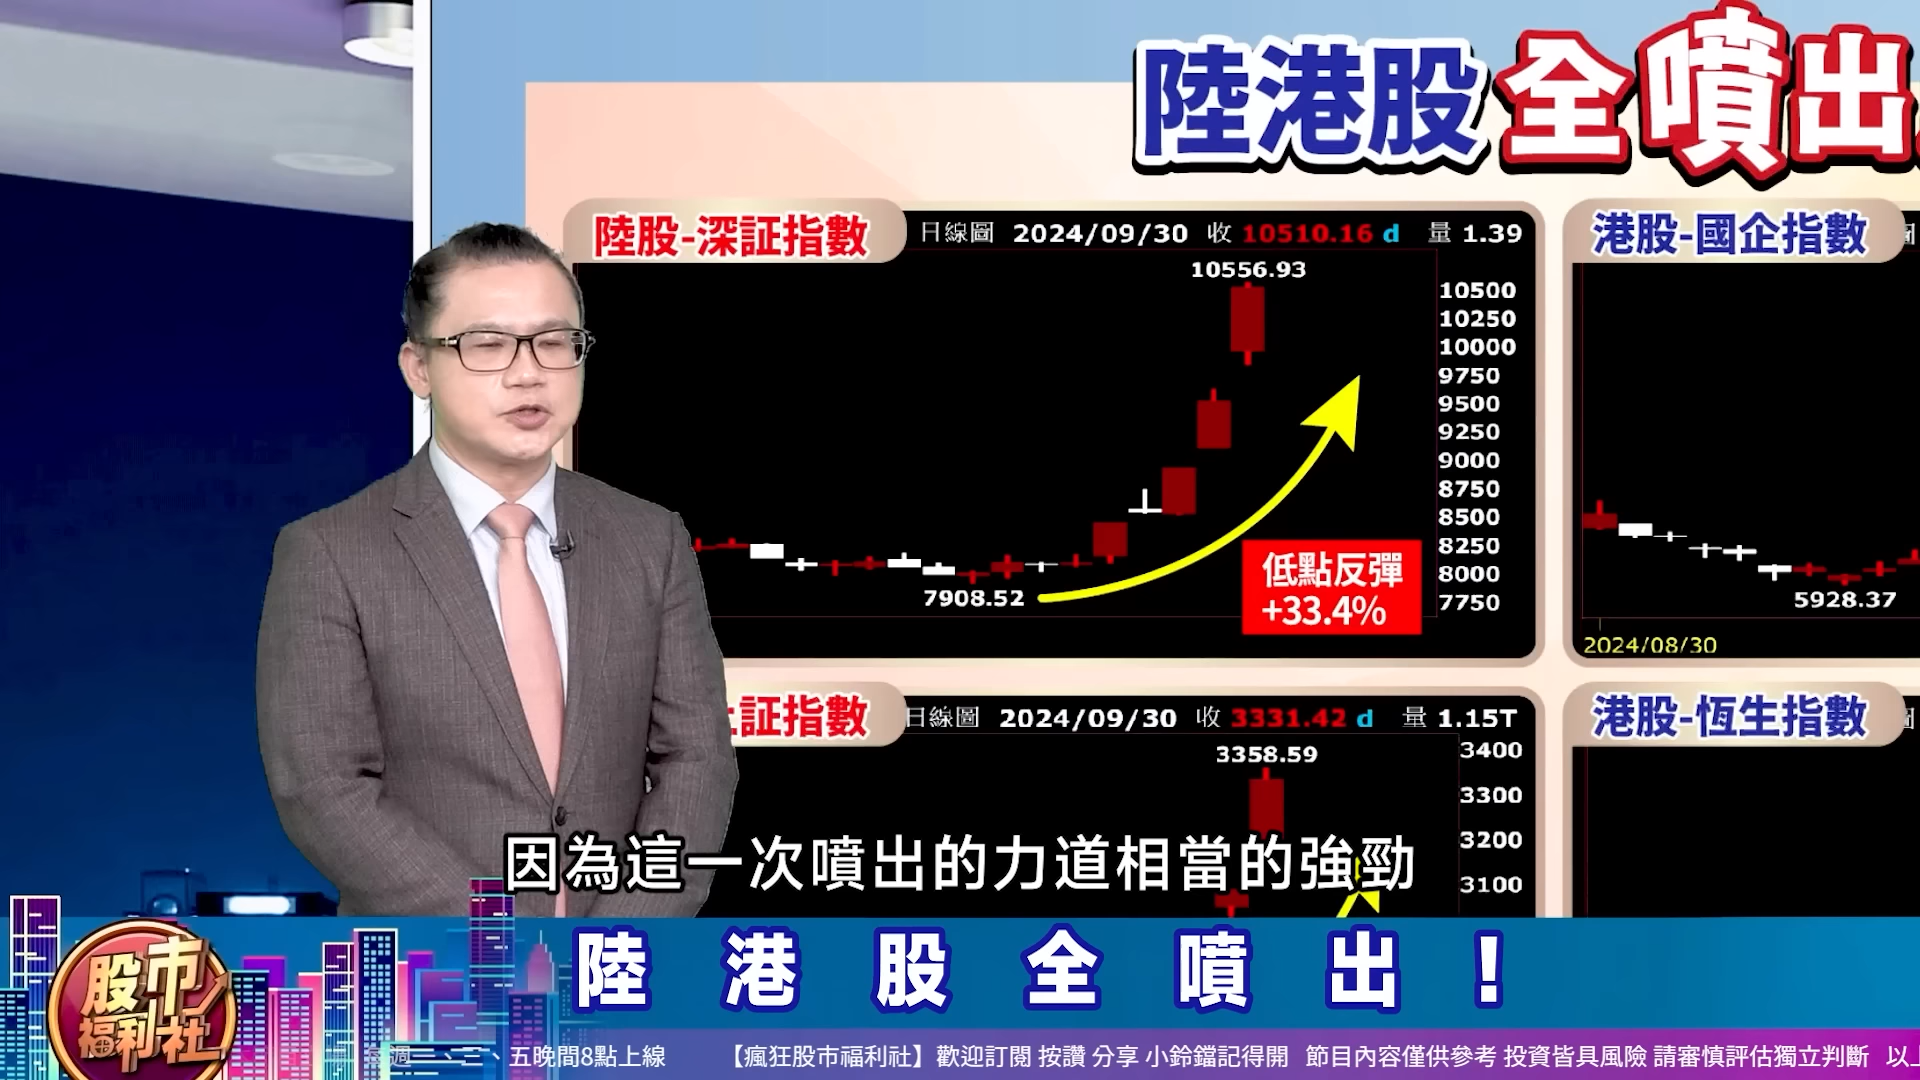 陸港股全噴出
陸股-深証指數
日線圖 2024/09/30 收 10510.16 d 量 1.39
10556.93
10500
10250
10000
9750
9500
9250
9000
8750
8500
8250
8000
7750
7908.52
低點反彈
+33.4%
港股-國企指數
5928.37
2024/08/30
上証指數
日線圖 2024/09/30 收 3331.42 d 量 1.15T
3358.59
3400
3300
3200
3100
港股-恆生指數
因為這一次噴出的力道相當的強勁
陸港股全噴出!
股市
福利社
每週一、三、五晚間8點上線 【瘋狂股市福利社】歡迎訂閱 按讚 分享 小鈴鐺記得開 節目內容僅供參考 投資皆具風險 請審慎評估獨立判斷 以上